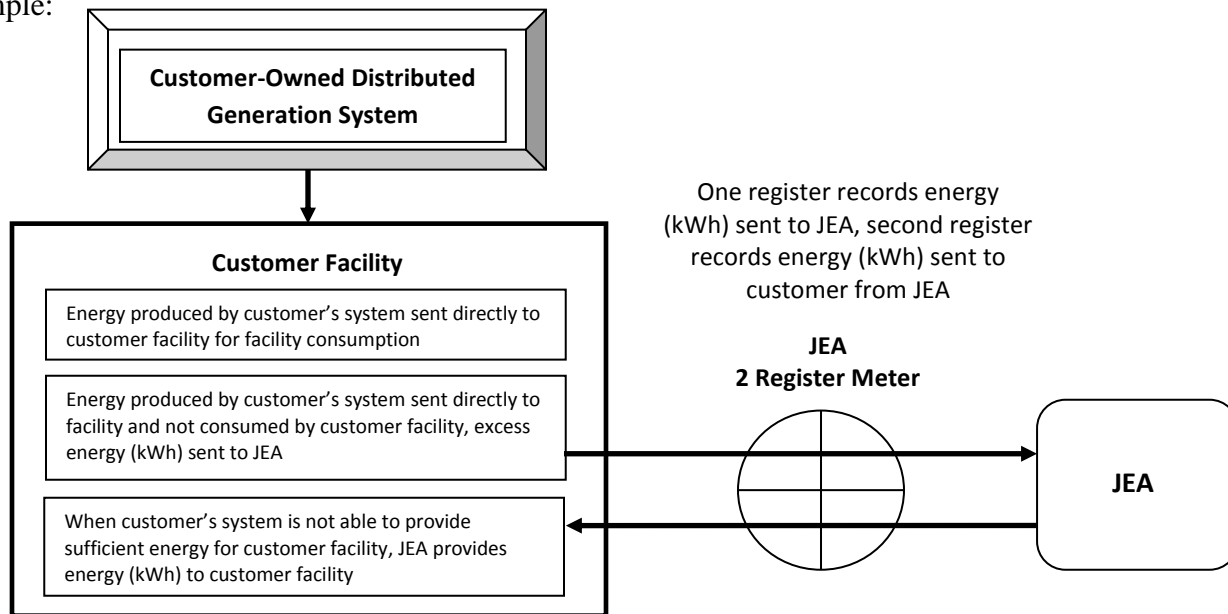 Customer-Owned Distributed
Generation System
One register records energy
(kWh) sent to JEA, second register
records energy (kWh) sent to
customer from JEA
Customer Facility
Energy produced by customer’s system sent directly to
customer facility for facility consumption
JEA
2 Register Meter
Energy produced by customer’s system sent directly to
facility and not consumed by customer facility, excess
energy (kWh) sent to JEA
JEA
When customer’s system is not able to provide
sufficient energy for customer facility, JEA provides
energy (kWh) to customer facility